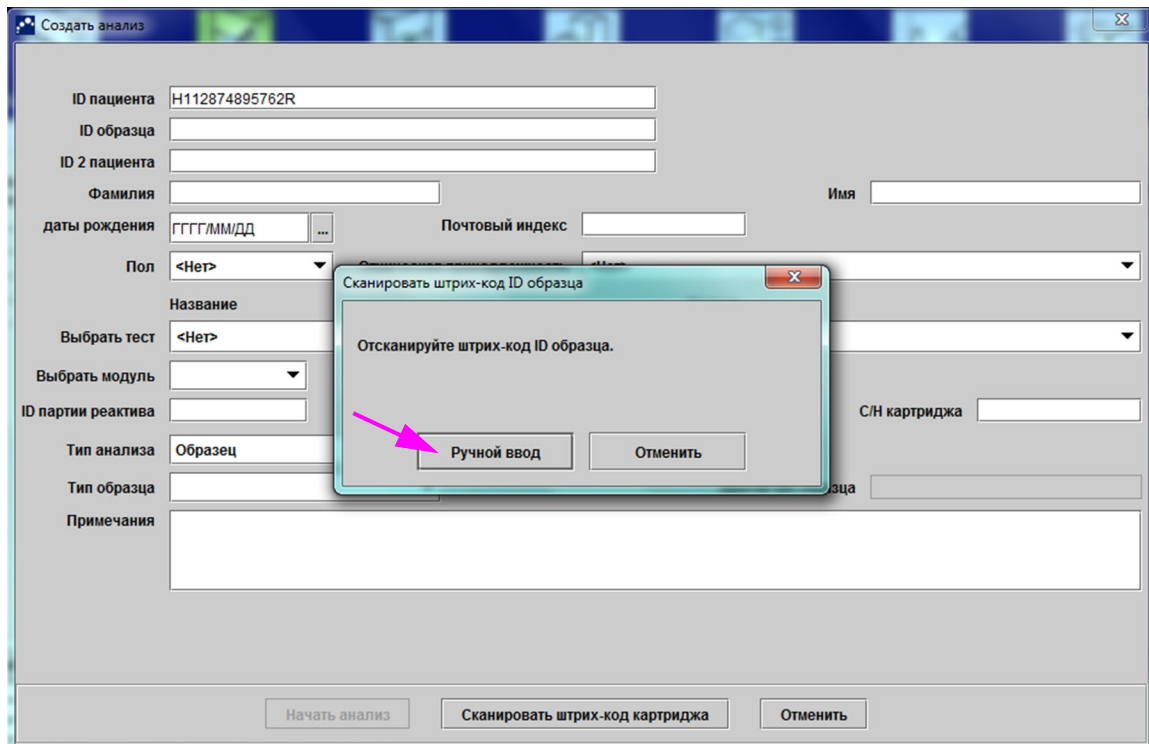 Создать анализ
ID пациента H112874895762R
ID образца
ID 2 пациента
Фамилия Имя
даты рождения ГГГГ/ММ/ДД ... Почтовый индекс
Пол <Нет>
Сканировать штрих-код ID образца
Название
Выбрать тест <Нет>
Отсканируйте штрих-код ID образца.
Выбрать модуль
ID партии реактива С/Н картриджа
Тип анализа Образец
Ручной ввод Отменить
Тип образца
Примечания
Начать анализ Сканировать штрих-код картриджа Отменить